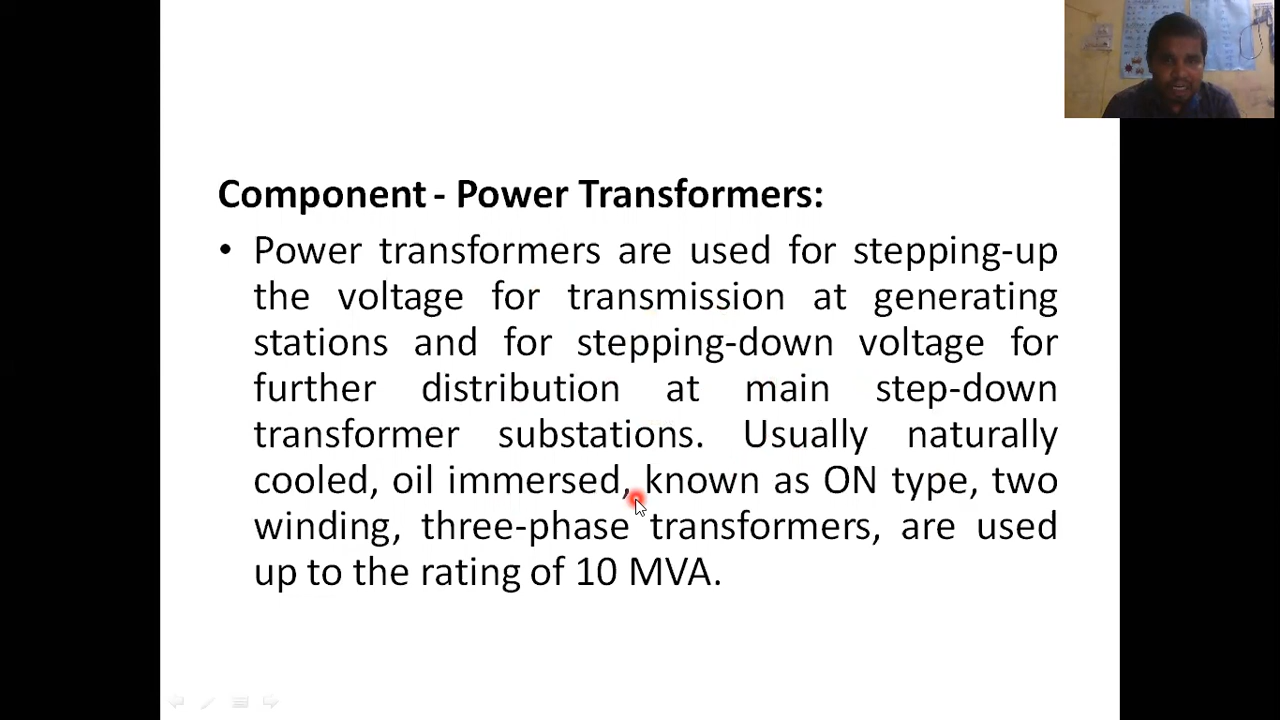 Component - Power Transformers:
• Power transformers are used for stepping-up
the voltage for transmission at generating
stations and for stepping-down voltage for
further distribution at main step-down
transformer substations. Usually naturally
cooled, oil immersed, known as ON type, two
winding, three-phase transformers, are used
up to the rating of 10 MVA.